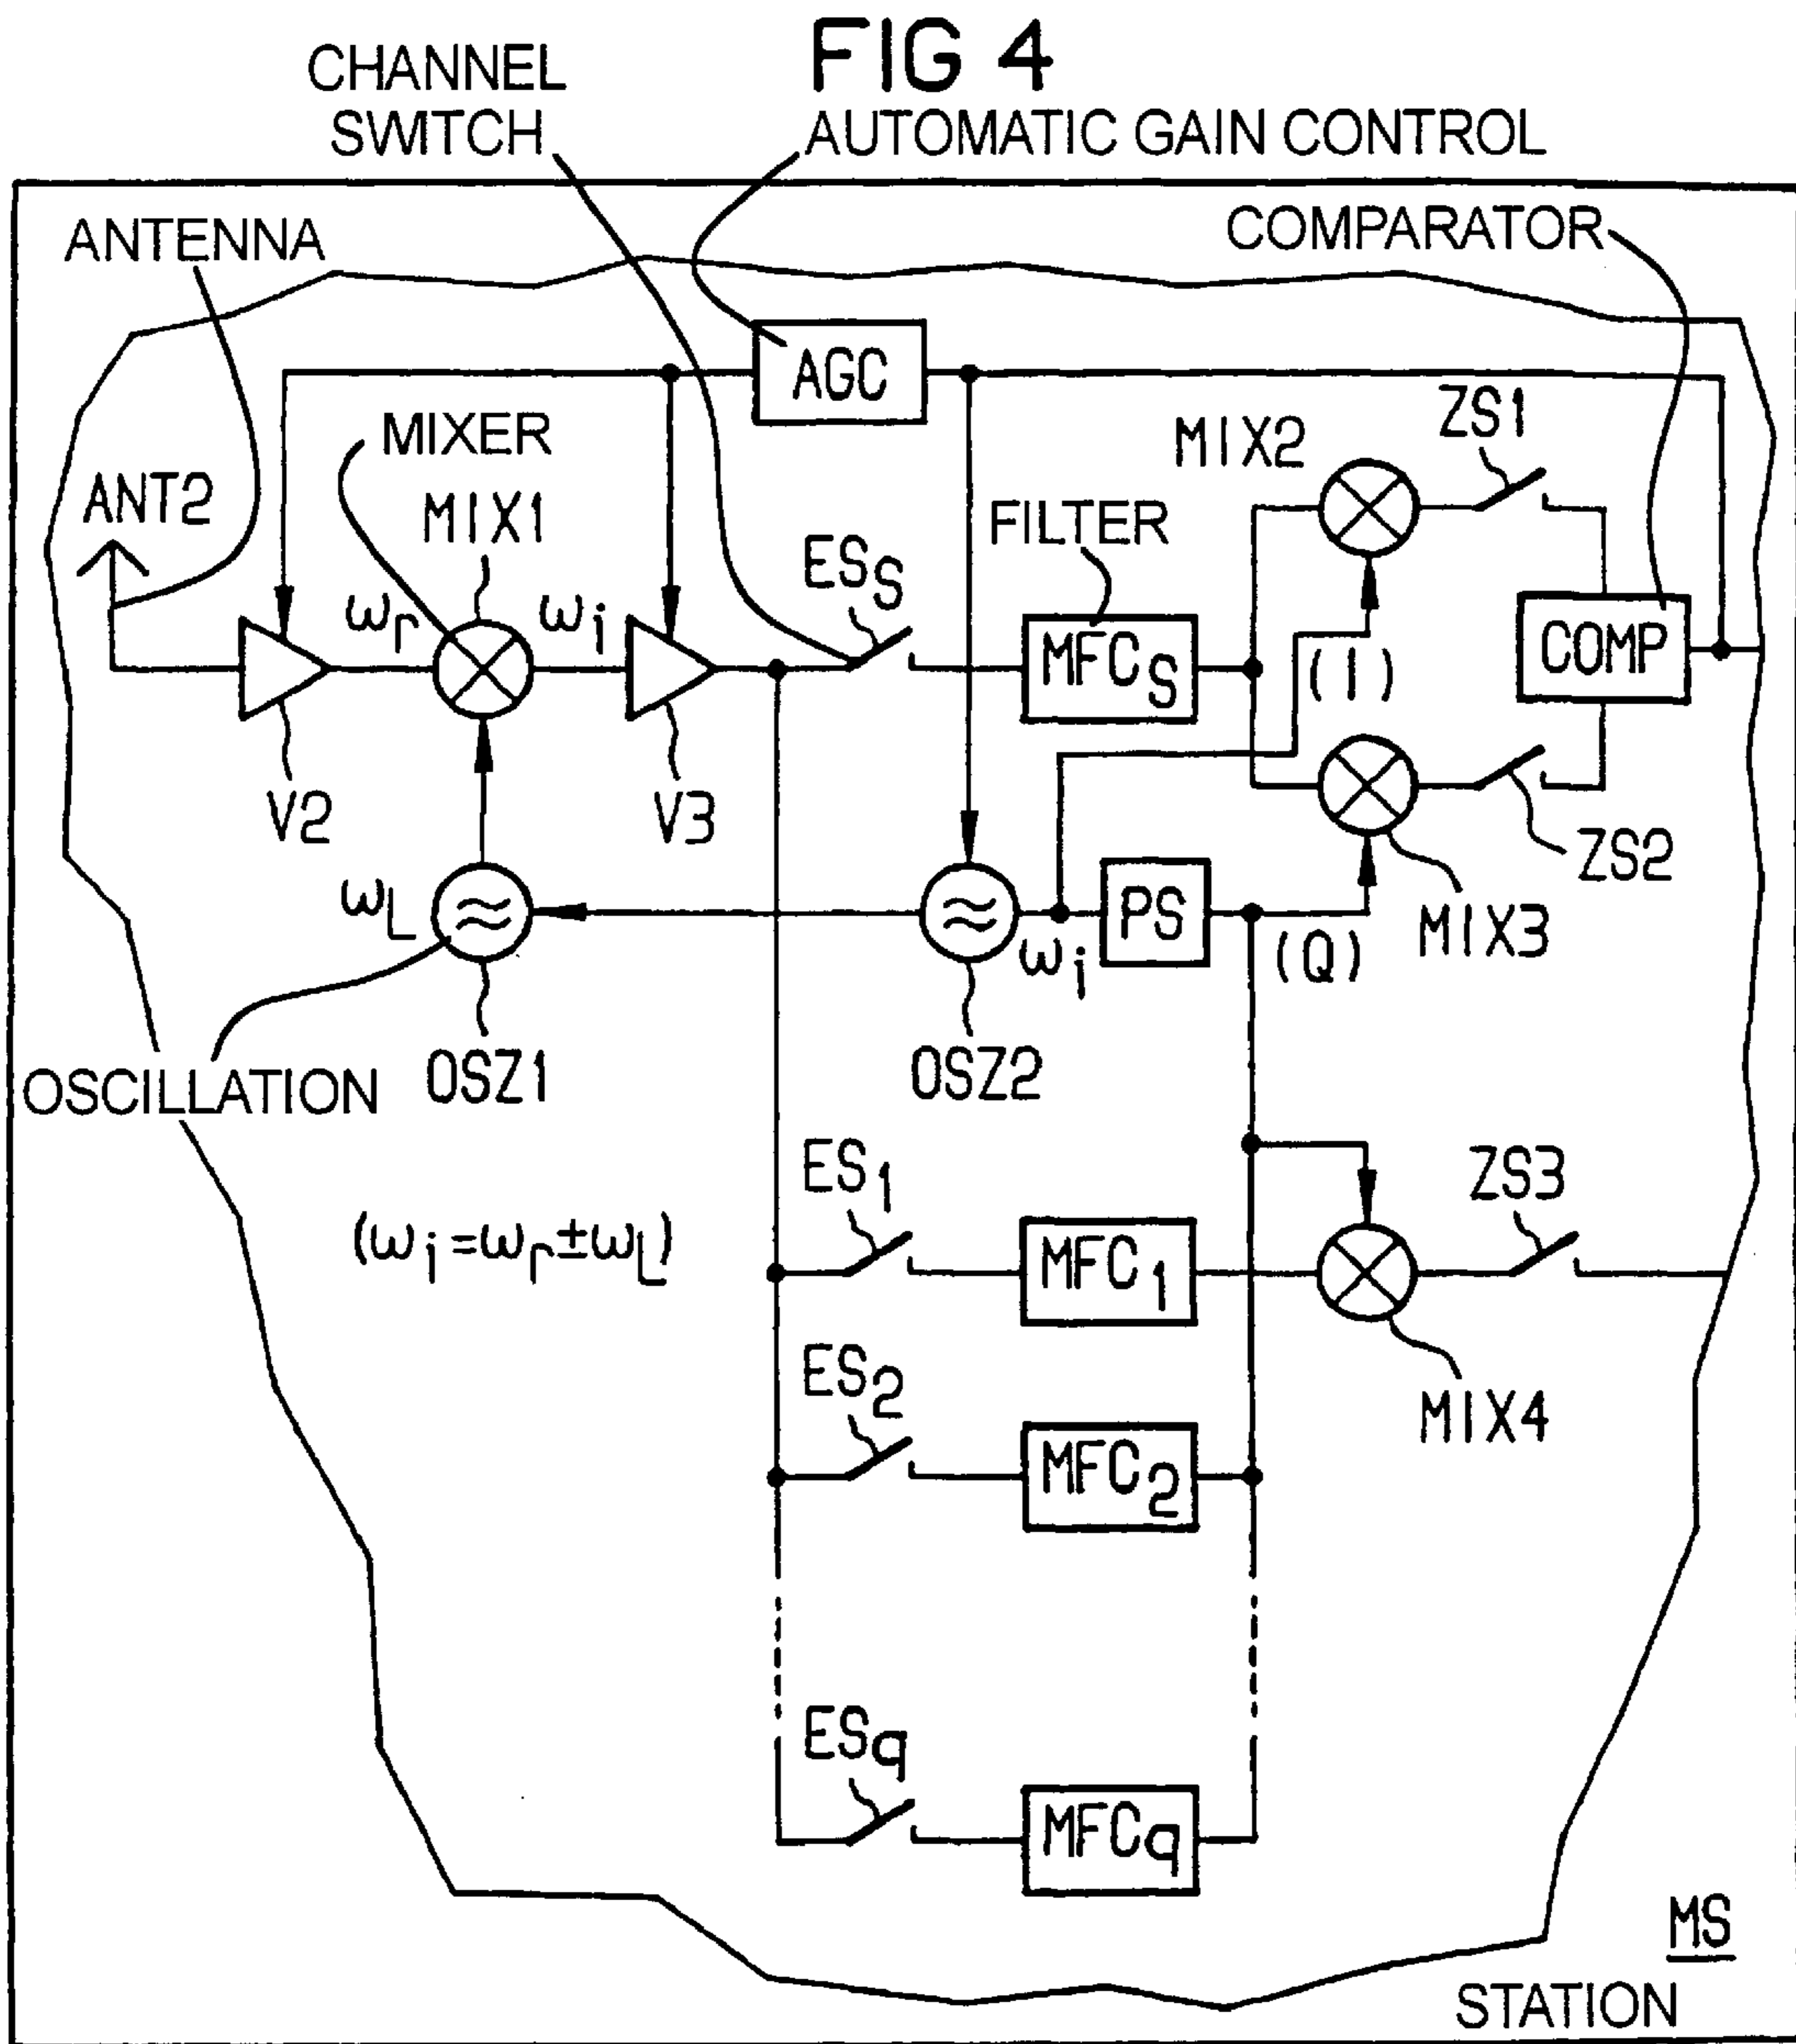 FIG 4
CHANNEL
SWITCH
AUTOMATIC GAIN CONTROL
ANTENNA
COMPARATOR
AGC
MIXER
ZS1
MIX2
ANT2
MIX1
FILTER
ESS
ωr
ωi
MFCS
(I)
COMP
V2
V3
ZS2
ωL
PS
MIX3
ωi
(Q)
OSCILLATION
OSZ1
OSZ2
ES1
ZS3
(ωi=ωr±ωL)
MFC1
ES2
MIX4
MFC2
ESq
MFCq
MS
STATION